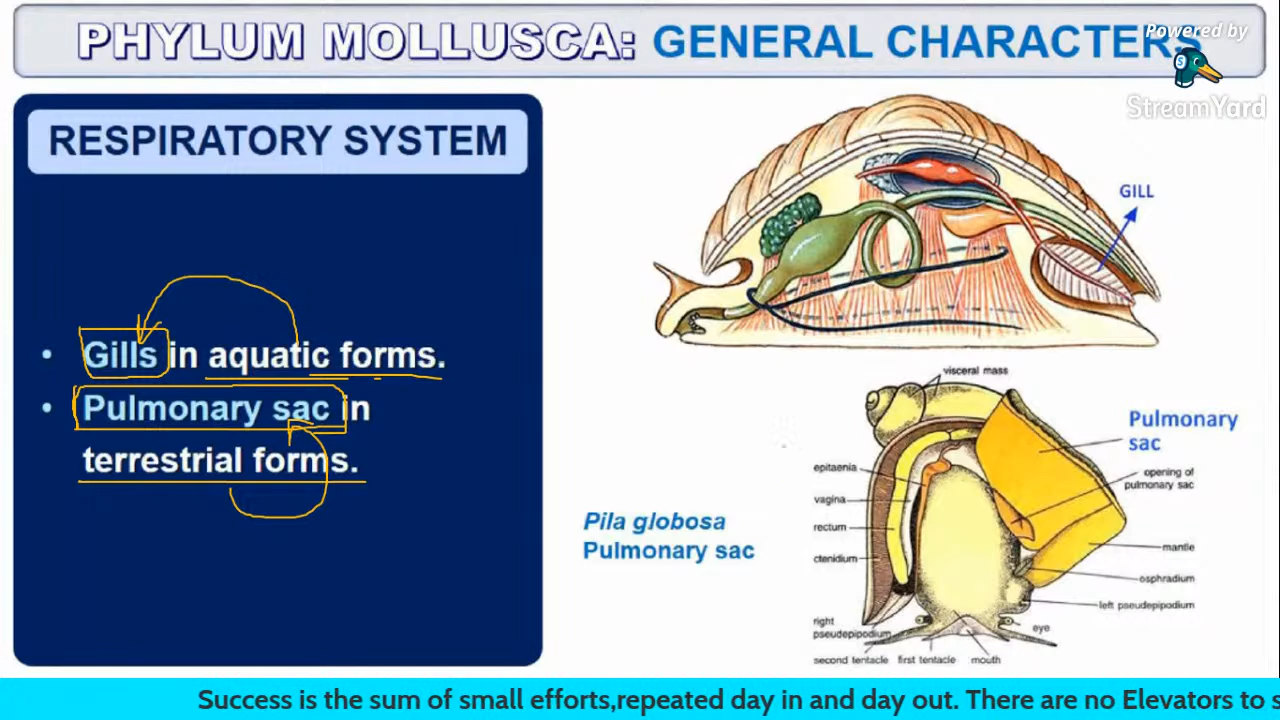 PHYLUM MOLLUSCA: GENERAL CHARACTERS
Powered by
StreamYard
RESPIRATORY SYSTEM
• Gills in aquatic forms.
• Pulmonary sac in
terrestrial forms.
GILL
visceral mass
Pulmonary
sac
opening of
pulmonary sac
epitaenia
vagina
rectum
ctenidium
mantle
osphradium
left pseudepipodium
right
pseudepipodium
eye
second tentacle
first tentacle
mouth
Pila globosa
Pulmonary sac
Success is the sum of small efforts,repeated day in and day out. There are no Elevators to s